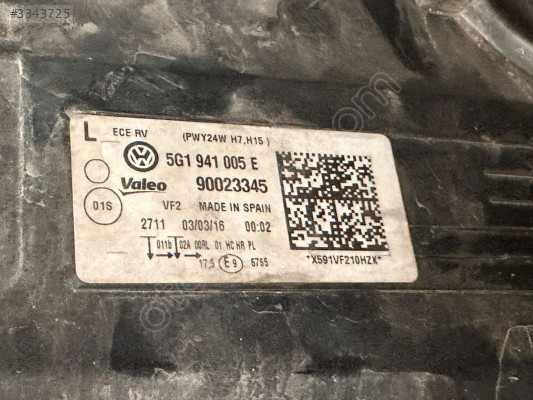 #3343725
L ECE RV (PWY24W H7,H15)
5G1 941 005 E
Valeo 90023345
01S VF2 MADE IN SPAIN
2711 03/03/16 00:02
011b 02A 00RL 01 HC HR PL
17,5 E9 6765
*X591VF210HZK*